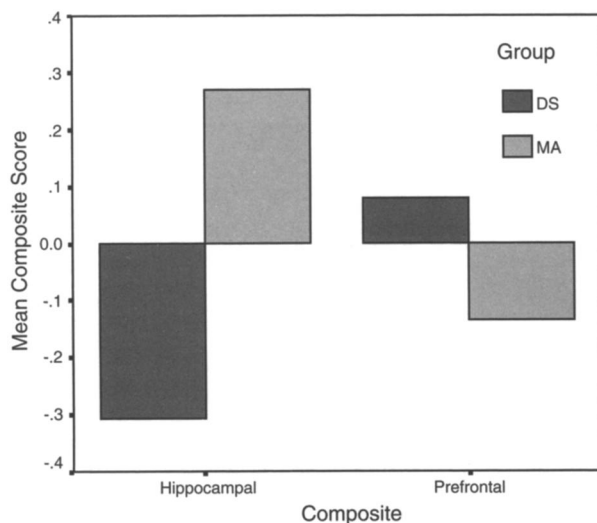 Mean Composite Score
.4
.3
.2
.1
0.0
-.1
-.2
-.3
-.4
Group
DS
MA
Hippocampal
Prefrontal
Composite